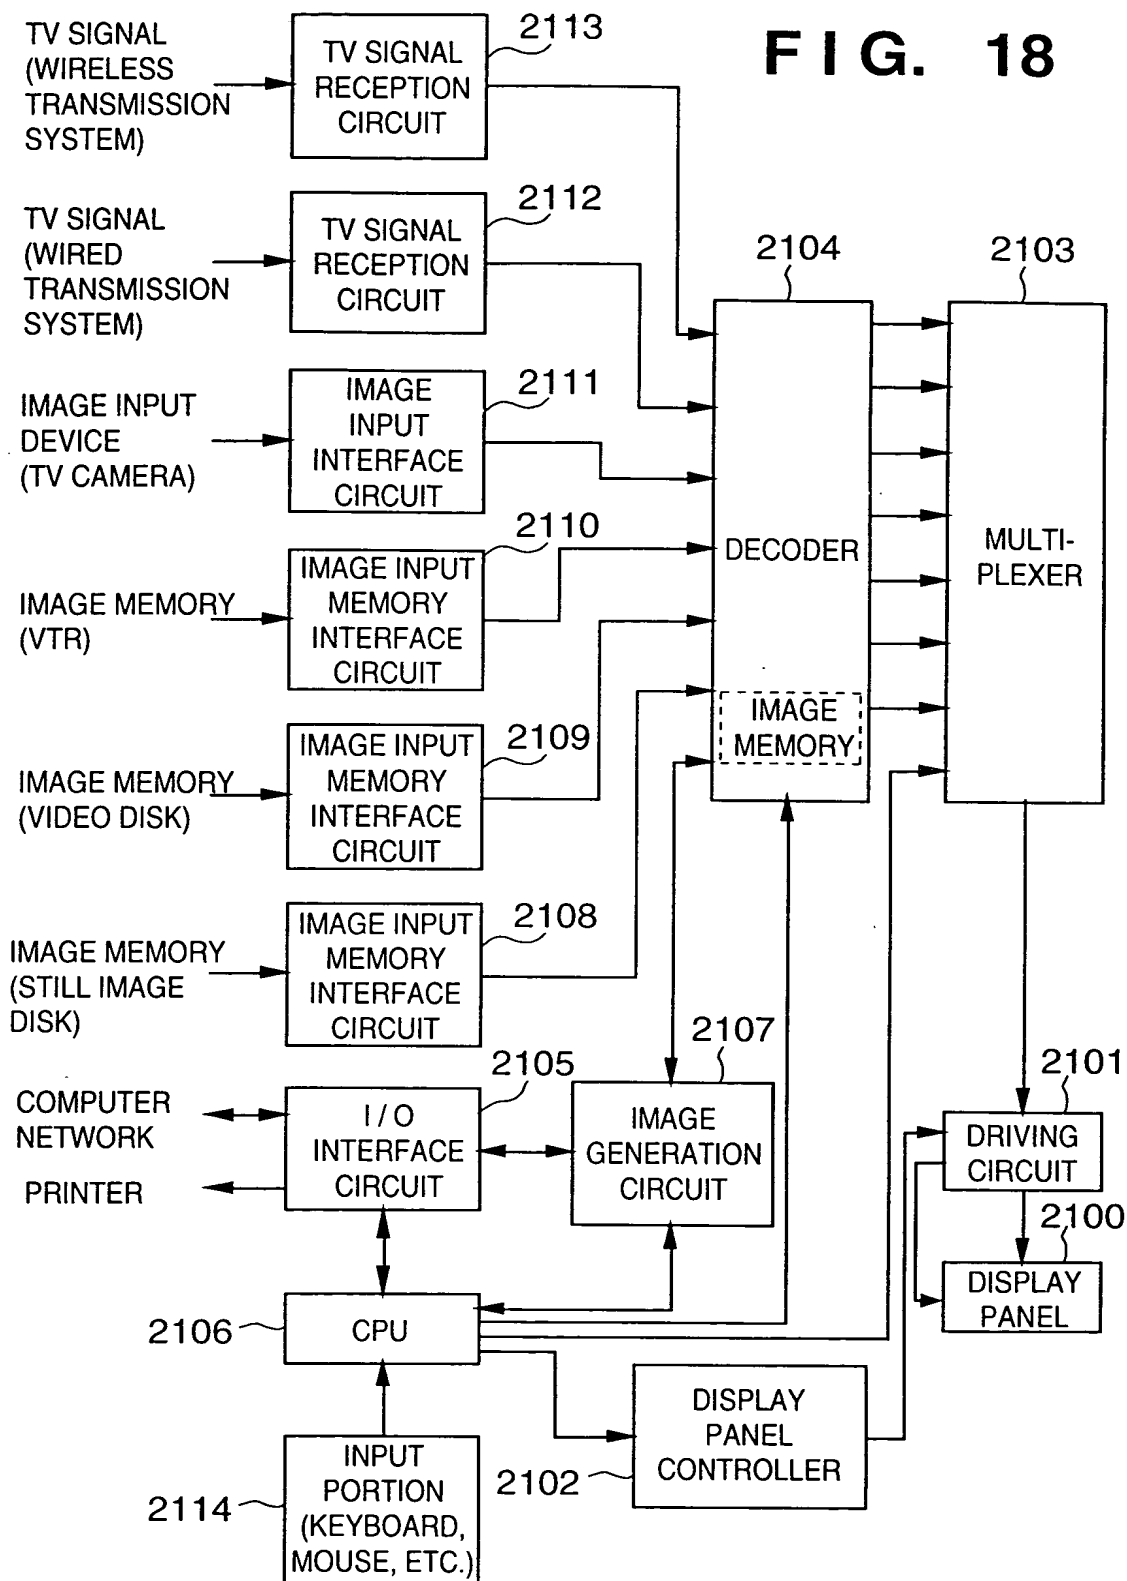 FIG. 18
TV SIGNAL
(WIRELESS
TRANSMISSION
SYSTEM)
TV SIGNAL
RECEPTION
CIRCUIT
2113
TV SIGNAL
(WIRED
TRANSMISSION
SYSTEM)
TV SIGNAL
RECEPTION
CIRCUIT
2112
IMAGE INPUT
DEVICE
(TV CAMERA)
IMAGE
INPUT
INTERFACE
CIRCUIT
2111
IMAGE MEMORY
(VTR)
IMAGE INPUT
MEMORY
INTERFACE
CIRCUIT
2110
IMAGE MEMORY
(VIDEO DISK)
IMAGE INPUT
MEMORY
INTERFACE
CIRCUIT
2109
IMAGE MEMORY
(STILL IMAGE
DISK)
IMAGE INPUT
MEMORY
INTERFACE
CIRCUIT
2108
2104
DECODER
IMAGE
MEMORY
2103
MULTI-
PLEXER
COMPUTER
NETWORK
PRINTER
I/O
INTERFACE
CIRCUIT
2105
IMAGE
GENERATION
CIRCUIT
2107
2101
DRIVING
CIRCUIT
2100
DISPLAY
PANEL
2106
CPU
DISPLAY
PANEL
CONTROLLER
2102
2114
INPUT
PORTION
(KEYBOARD,
MOUSE, ETC.)